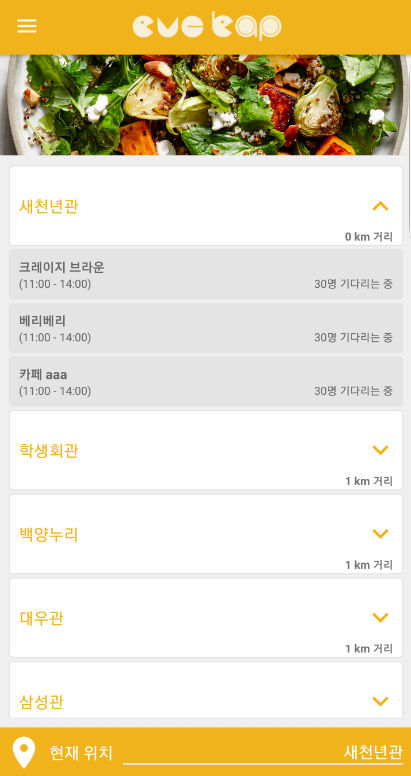 eve tap
새천년관
0 km 거리
크레이지 브라운
(11:00 - 14:00) 30명 기다리는 중
베리베리
(11:00 - 14:00) 30명 기다리는 중
카페 aaa
(11:00 - 14:00) 30명 기다리는 중
학생회관
1 km 거리
백양누리
1 km 거리
대우관
1 km 거리
삼성관
현재 위치 새천년관